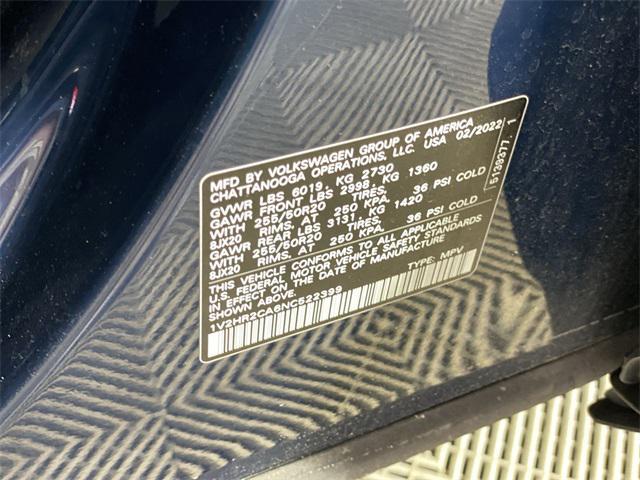 MFD BY VOLKSWAGEN GROUP OF AMERICA
CHATTANOOGA OPERATIONS, LLC. USA 02/2022
GVWR LBS 6019, KG 2730
GAWR FRONT LBS 2998, KG 1360
WITH 255/50R20 TIRES,
8JX20 RIMS, AT 250 KPA, 36 PSI COLD
GAWR REAR LBS 3131, KG 1420
WITH 255/50R20 TIRES,
8JX20 RIMS, AT 250 KPA, 36 PSI COLD
THIS VEHICLE CONFORMS TO ALL APPLICABLE
U.S. FEDERAL MOTOR VEHICLE SAFETY STANDARDS
IN EFFECT ON THE DATE OF MANUFACTURE
SHOWN ABOVE.
1V2HR2CA6NC522399 TYPE: MPV
5139377.1